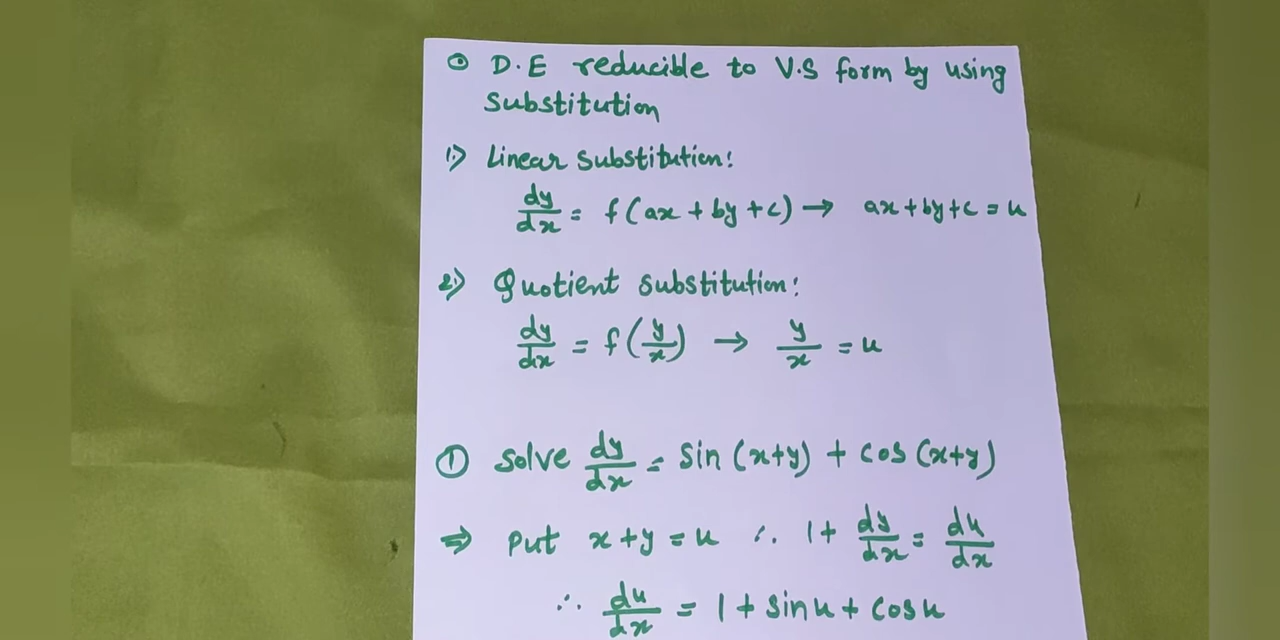 ⊙ D.E reducible to V.S form by using
Substitution
1.) Linear substitution:
dy/dx = f(ax + by + c) → ax + by + c = u
2.) Quotient substitution:
dy/dx = f(y/x) → y/x = u
① Solve dy/dx = Sin (x+y) + cos (x+y)
⇒ Put x + y = u ∴ 1 + dy/dx = du/dx
∴ du/dx = 1 + Sin u + Cos u